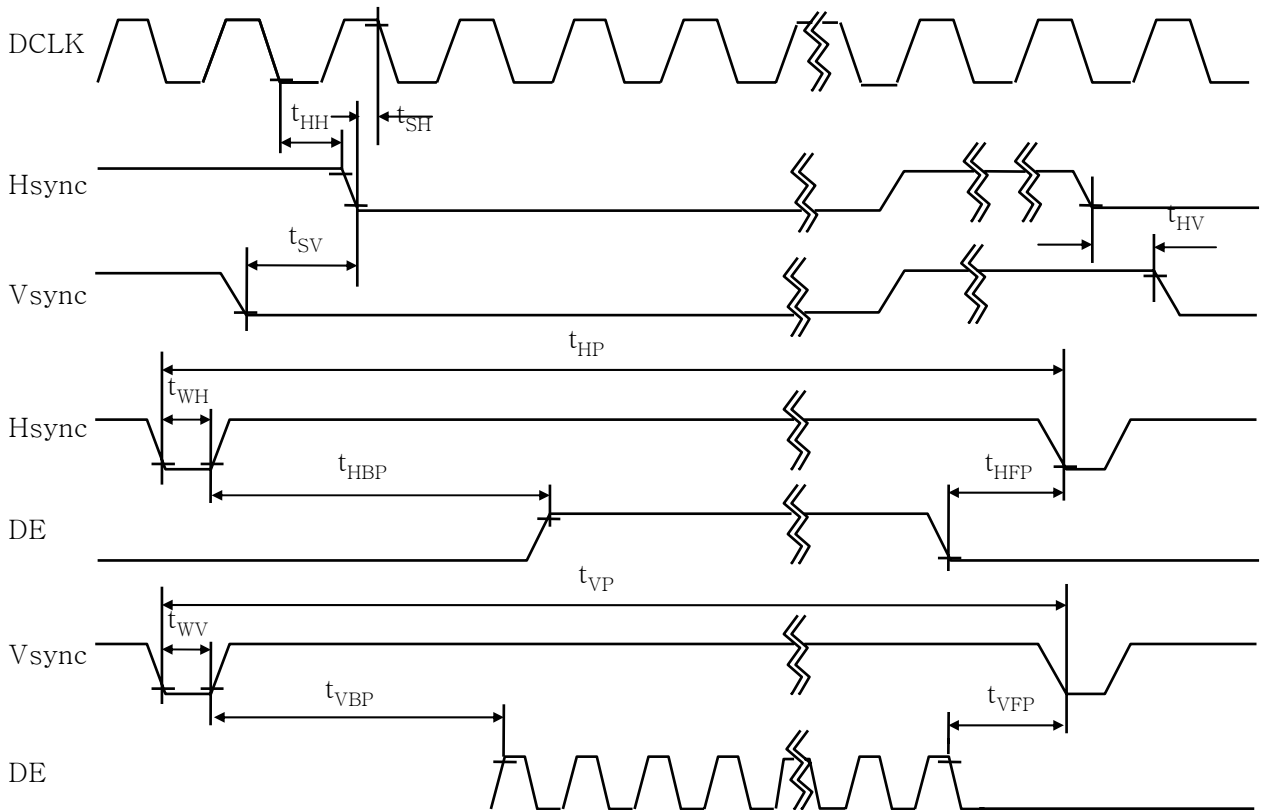 DCLK
tHH
tSH
Hsync
tHV
tSV
Vsync
tHP
tWH
Hsync
tHBP
tHFP
DE
tVP
tWV
Vsync
tVBP
tVFP
DE